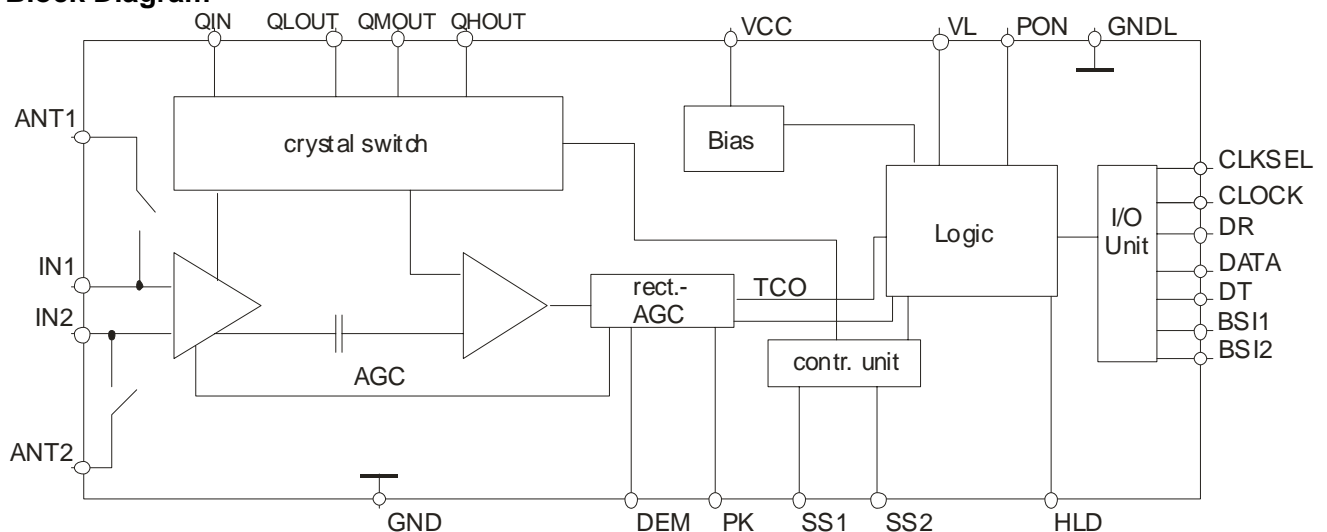 Block Diagram
QIN QLOUT QMOUT QHOUT VCC VL PON GNDL
ANT1
crystal switch
Bias
CLKSEL
CLOCK
DR
DATA
DT
BSI1
BSI2
I/O
Unit
Logic
IN1
IN2
rect.-
AGC
TCO
contr. unit
AGC
ANT2
GND DEM PK SS1 SS2 HLD